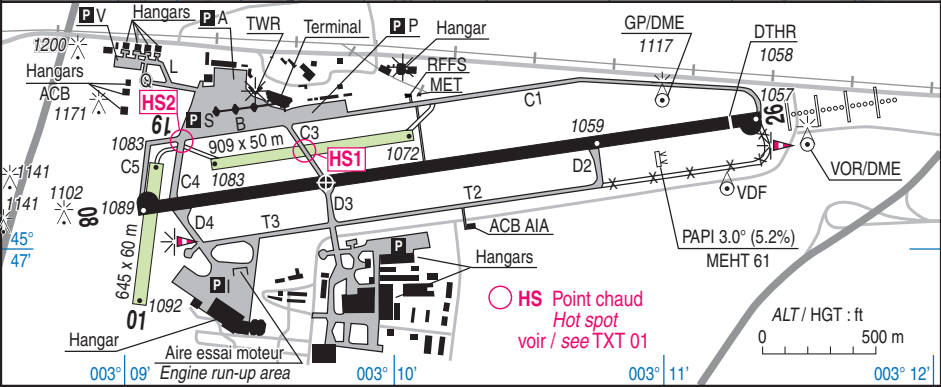 P V
Hangars
P A
TWR
Terminal
P P
Hangar
GP/DME
1117
DTHR
1058
1200
L
Hangars
ACB
1171
HS2
RFFS
MET
C1
1057
26
19
P S
B
C3
909 x 50 m
1059
1083
HS1
1072
C5
1083
C4
D2
VOR/DME
1141
1141
1102
1089
08
D4
T3
D3
T2
VDF
ACB AIA
PAPI 3.0° (5.2%)
MEHT 61
45°
47'
645 x 60 m
P
Hangars
P I
1092
01
HS Point chaud
Hot spot
voir / see TXT 01
ALT / HGT : ft
0 500 m
Hangar
Aire essai moteur
Engine run-up area
003° 09'
003° 10'
003° 11'
003° 12'